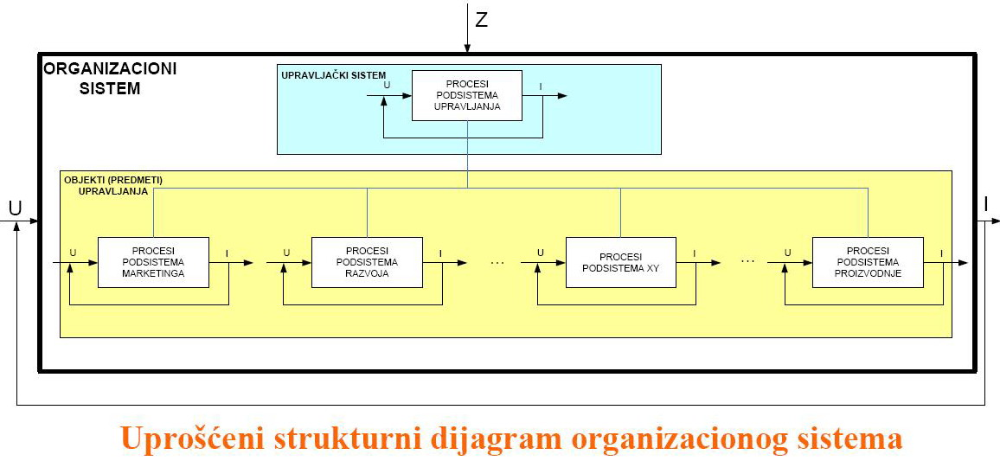 Z
ORGANIZACIONI
SISTEM
UPRAVLJAČKI SISTEM
U
PROCESI
PODSISTEMA
UPRAVLJANJA
I
OBJEKTI (PREDMETI)
UPRAVLJANJA
U
I
U
PROCESI
PODSISTEMA
MARKETINGA
I
U
PROCESI
PODSISTEMA
RAZVOJA
I
...
U
PROCESI
PODSISTEMA XY
I
...
U
PROCESI
PODSISTEMA
PROIZVODNJE
I
Uprošćeni strukturni dijagram organizacionog sistema